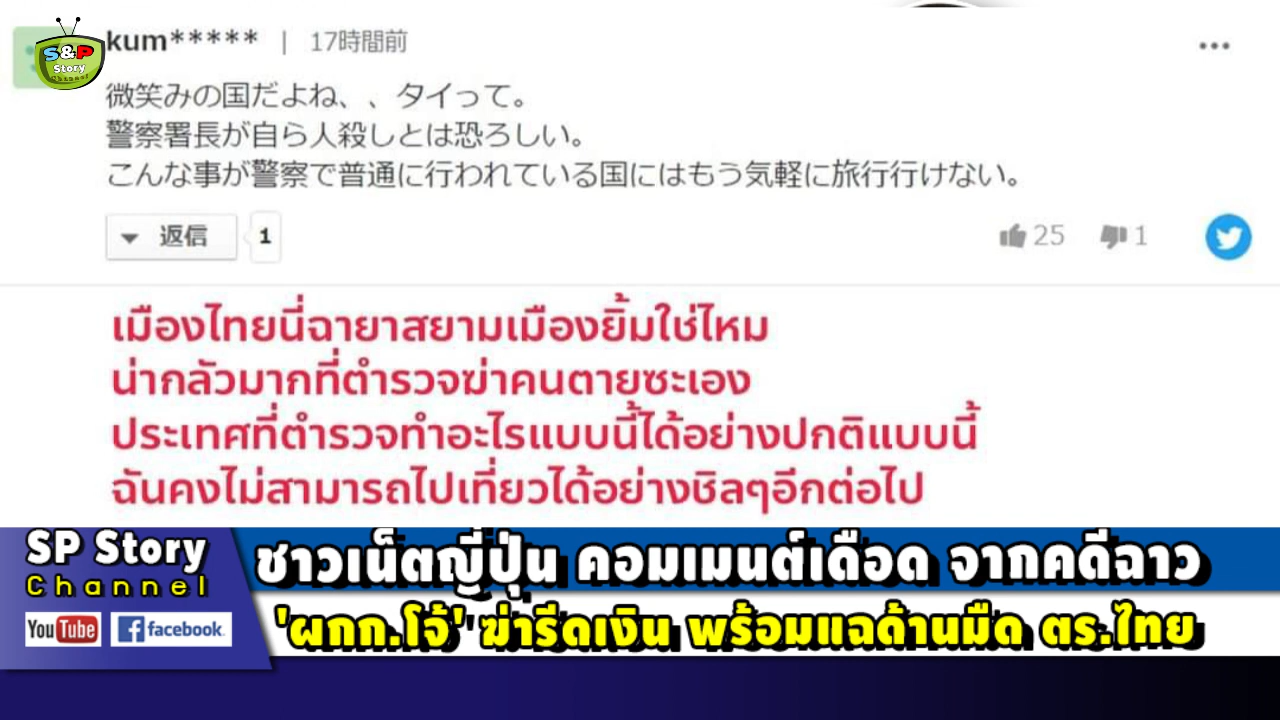 S&P
Story
Channel
kum***** | 17時間前
微笑みの国だよね、、タイって。
警察署長が自ら人殺しとは恐ろしい。
こんな事が警察で普通に行われている国にはもう気軽に旅行行けない。
返信 1
25 1
เมืองไทยนี่ฉายาสยามเมืองยิ้มใช่ไหม
น่ากลัวมากที่ตำรวจฆ่าคนตายซะเอง
ประเทศที่ตำรวจทำอะไรแบบนี้ได้อย่างปกติแบบนี้
ฉันคงไม่สามารถไปเที่ยวได้อย่างชิลๆอีกต่อไป
SP Story
Channel
YouTube facebook
ชาวเน็ตญี่ปุ่น คอมเมนต์เดือด จากคดีฉาว
'ผกก.โจ้' ฆ่ารีดเงิน พร้อมแฉด้านมืด ตร.ไทย